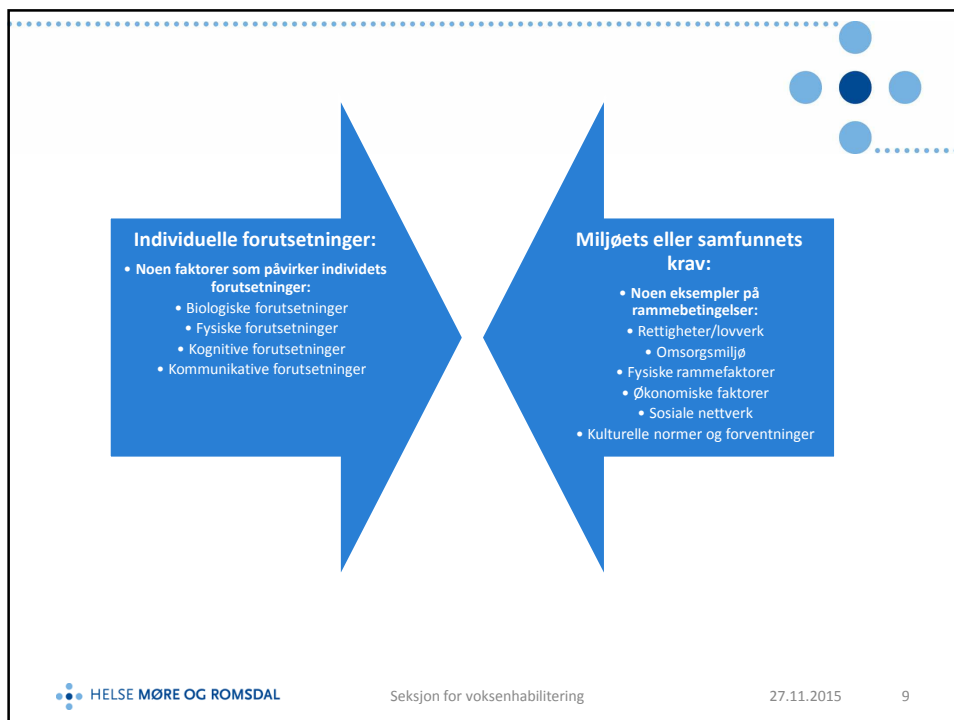 Individuelle forutsetninger:
• Noen faktorer som påvirker individets
forutsetninger:
• Biologiske forutsetninger
• Fysiske forutsetninger
• Kognitive forutsetninger
• Kommunikative forutsetninger
Miljøets eller samfunnets
krav:
• Noen eksempler på
rammebetingelser:
• Rettigheter/lovverk
• Omsorgsmiljø
• Fysiske rammefaktorer
• Økonomiske faktorer
• Sosiale nettverk
• Kulturelle normer og forventninger
HELSE MØRE OG ROMSDAL
Seksjon for voksenhabilitering
27.11.2015
9